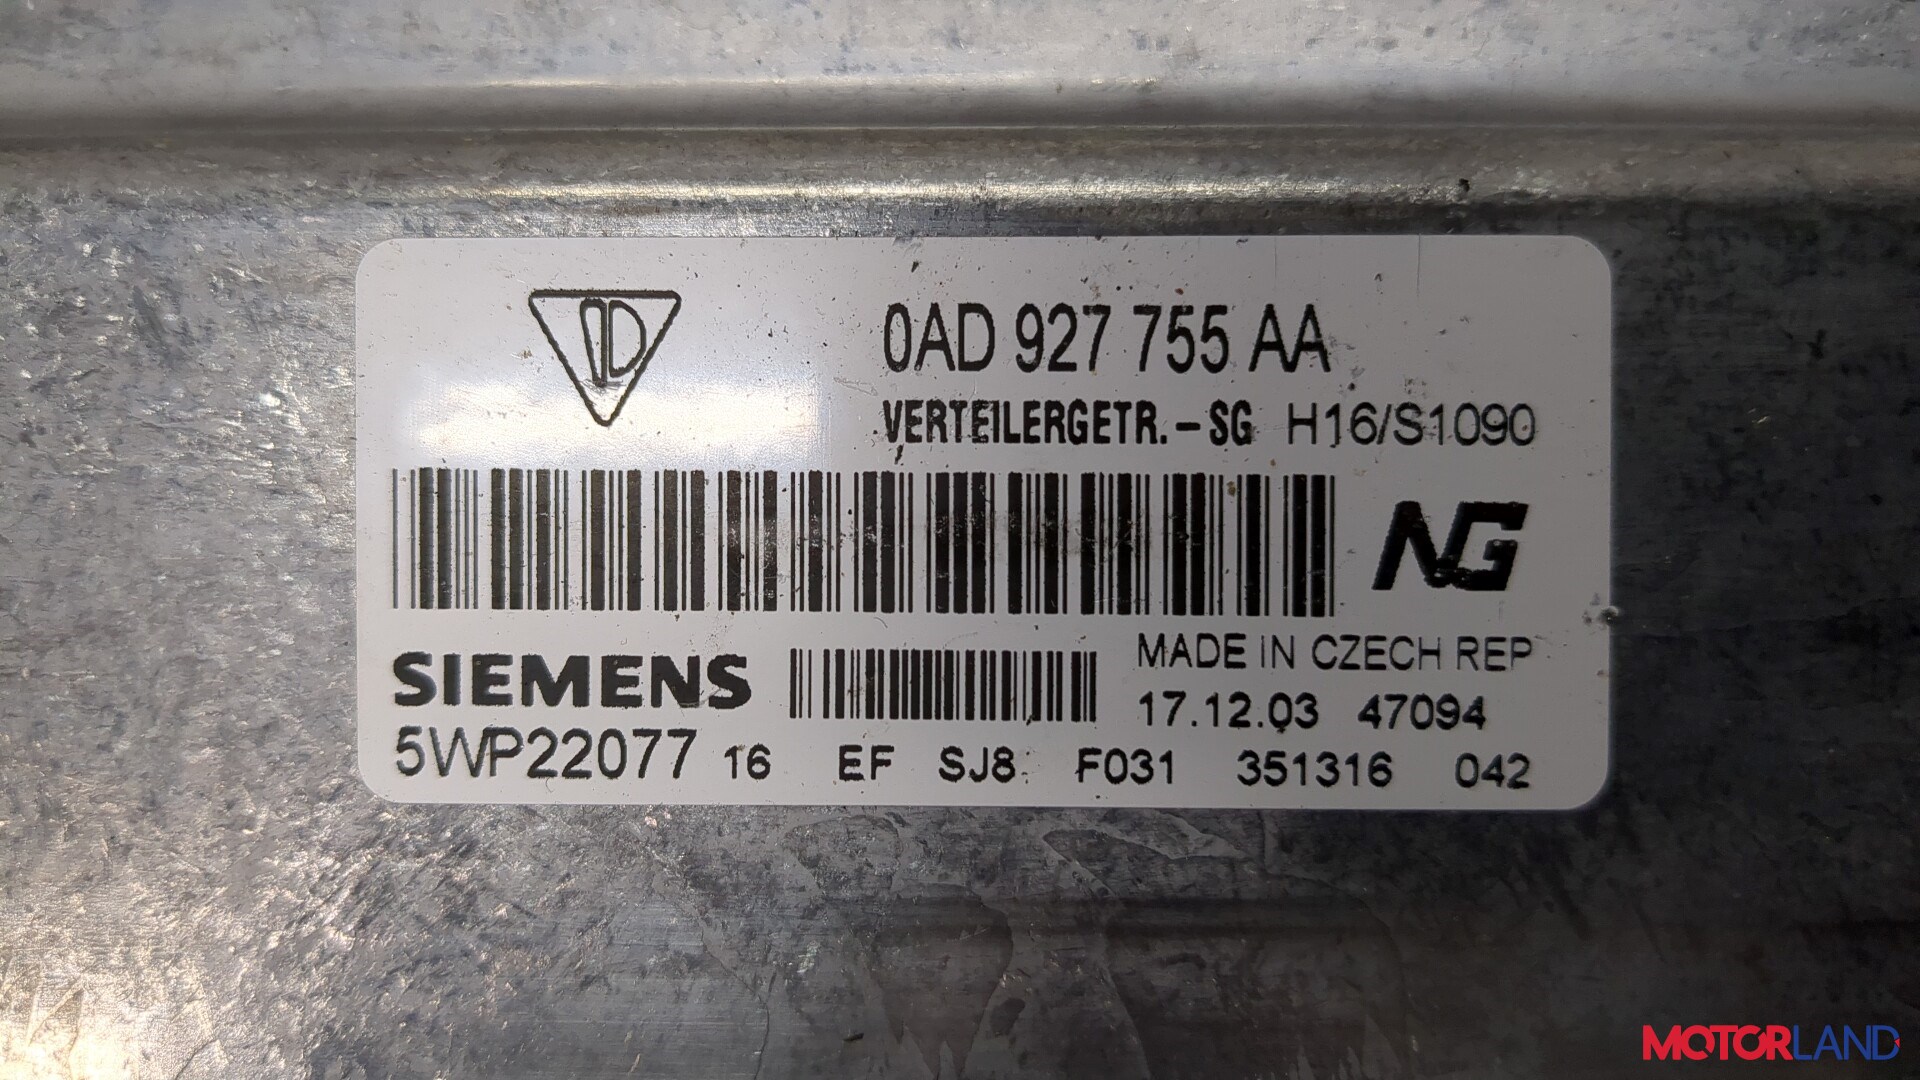 0AD 927 755 AA
VERTEILERGETR.-SG H16/S1090
NG
SIEMENS
MADE IN CZECH REP
17.12.03 47094
5WP22077 16 EF SJ8 F031 351316 042
MOTORLAND